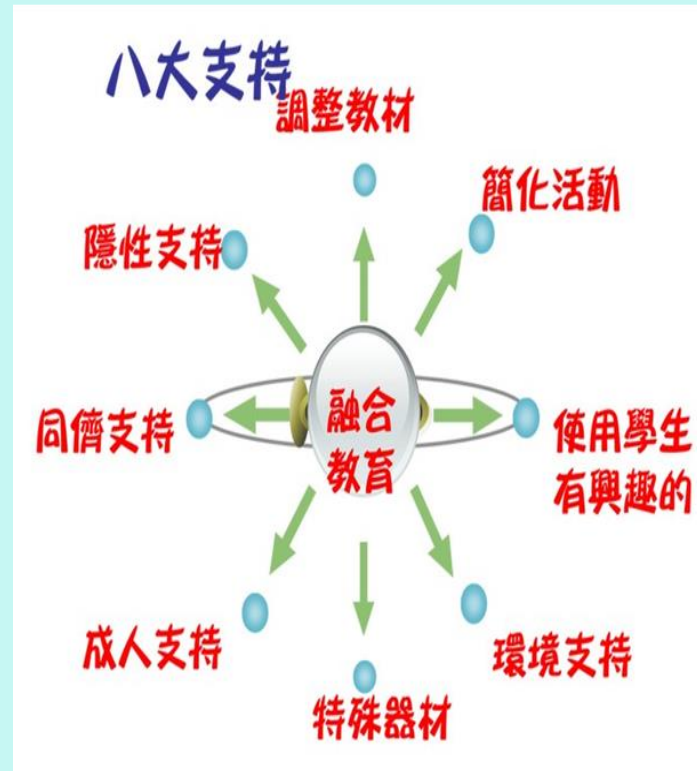 八大支持
調整教材
簡化活動
隱性支持
同儕支持
融合
教育
使用學生
有興趣的
成人支持
環境支持
特殊器材